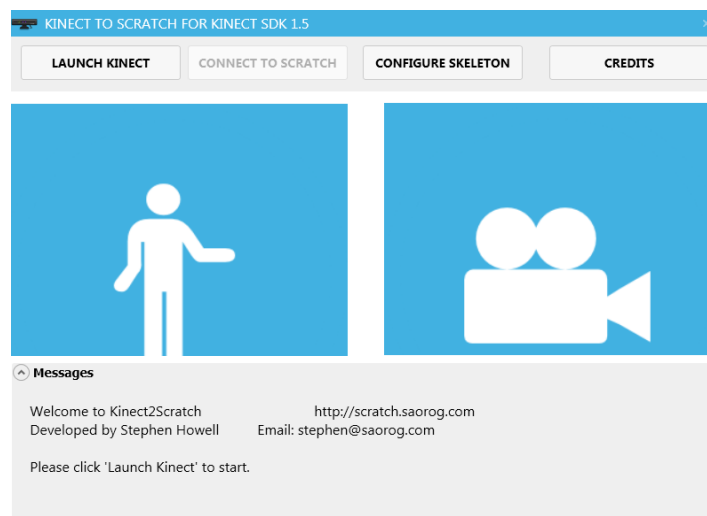 KINECT TO SCRATCH FOR KINECT SDK 1.5
LAUNCH KINECT CONNECT TO SCRATCH CONFIGURE SKELETON CREDITS
Messages
Welcome to Kinect2Scratch http://scratch.saorog.com
Developed by Stephen Howell Email: stephen@saorog.com
Please click 'Launch Kinect' to start.